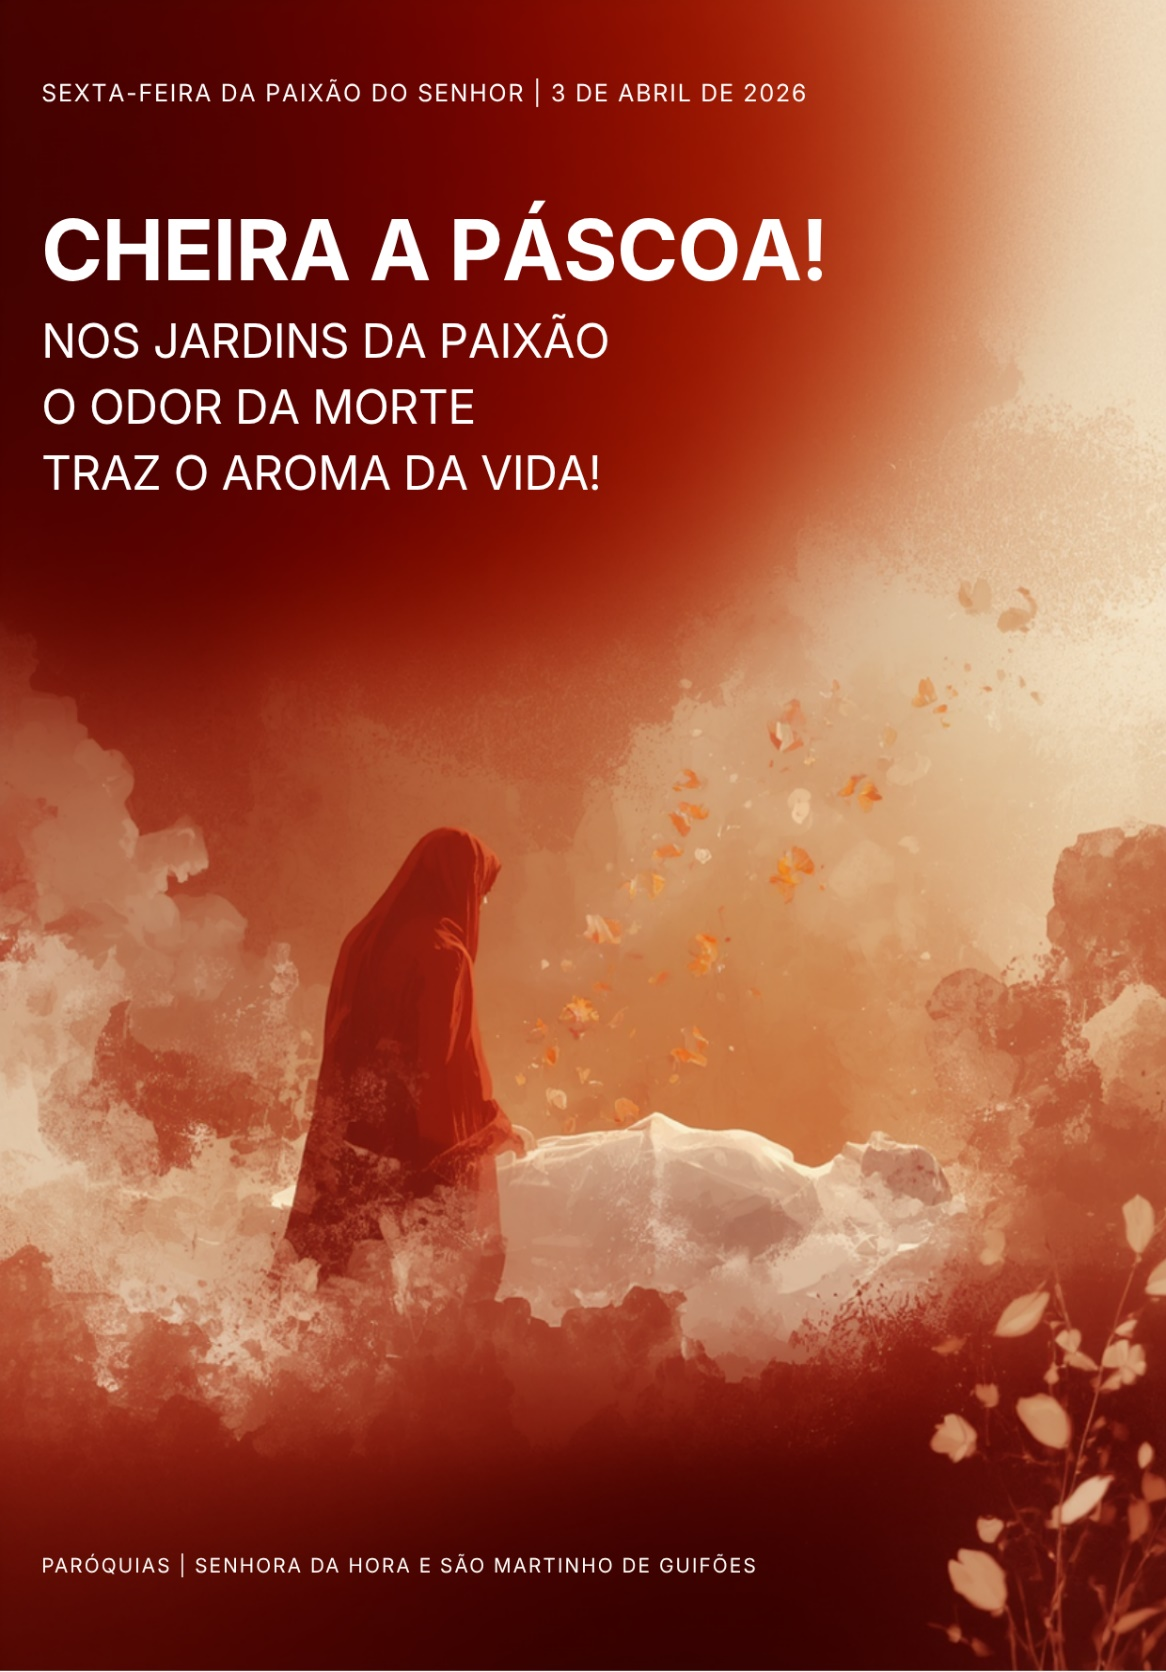 SEXTA-FEIRA DA PAIXÃO DO SENHOR | 3 DE ABRIL DE 2026
CHEIRA A PÁSCOA!
NOS JARDINS DA PAIXÃO
O ODOR DA MORTE
TRAZ O AROMA DA VIDA!
PARÓQUIAS | SENHORA DA HORA E SÃO MARTINHO DE GUIFÕES